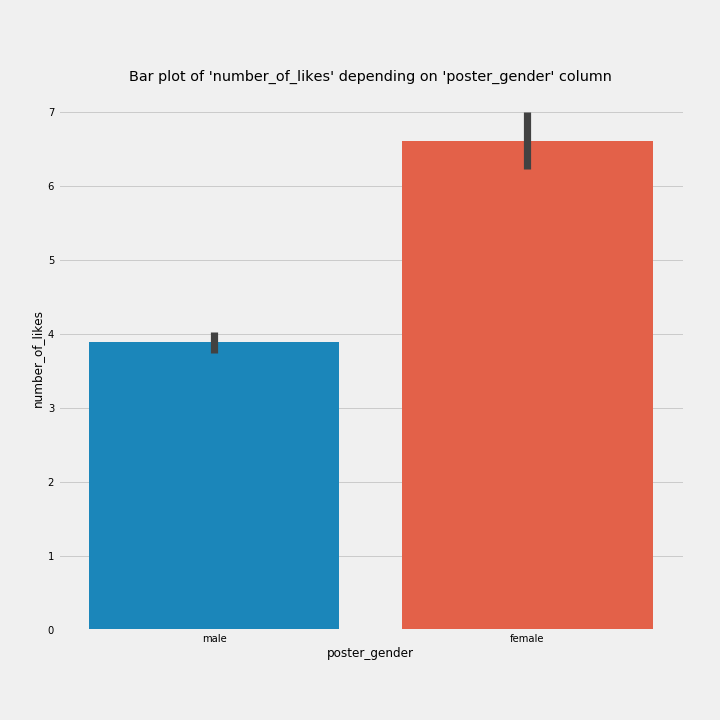 Bar plot of 'number_of_likes' depending on 'poster_gender' column
number_of_likes
7
6
5
4
3
2
1
0
male
female
poster_gender